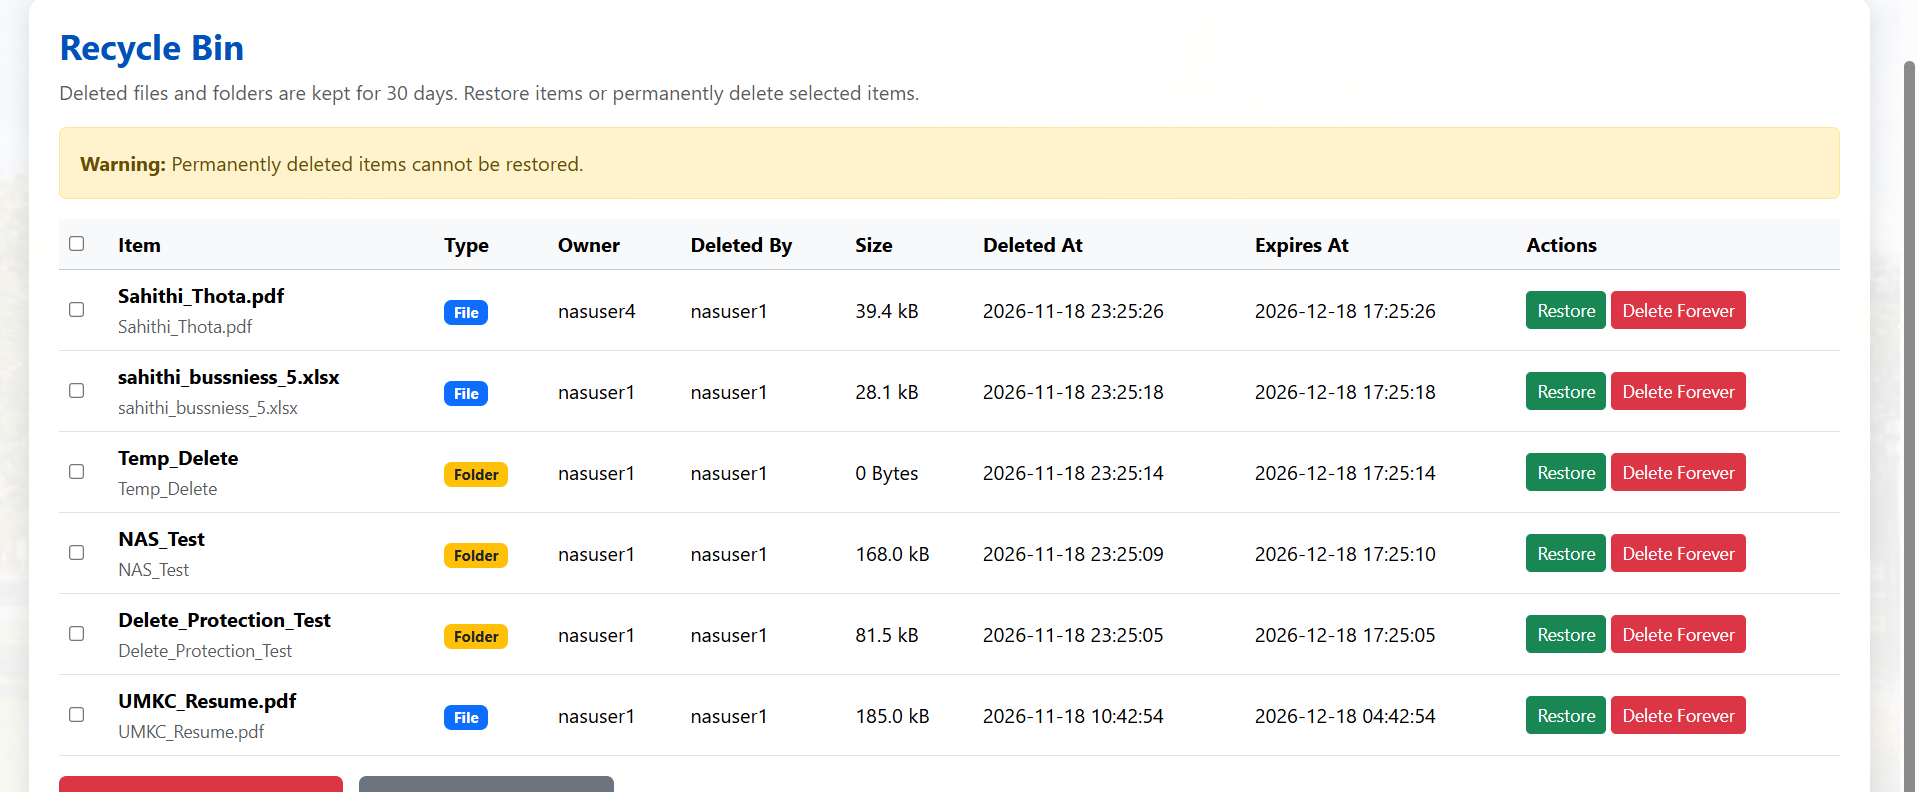 Recycle Bin
Deleted files and folders are kept for 30 days. Restore items or permanently delete selected items.
Warning: Permanently deleted items cannot be restored.
Item Type Owner Deleted By Size Deleted At Expires At Actions
Sahithi_Thota.pdf
Sahithi_Thota.pdf
File nasuser4 nasuser1 39.4 kB 2026-11-18 23:25:26 2026-12-18 17:25:26 Restore Delete Forever
sahithi_bussniess_5.xlsx
sahithi_bussniess_5.xlsx
File nasuser1 nasuser1 28.1 kB 2026-11-18 23:25:18 2026-12-18 17:25:18 Restore Delete Forever
Temp_Delete
Temp_Delete
Folder nasuser1 nasuser1 0 Bytes 2026-11-18 23:25:14 2026-12-18 17:25:14 Restore Delete Forever
NAS_Test
NAS_Test
Folder nasuser1 nasuser1 168.0 kB 2026-11-18 23:25:09 2026-12-18 17:25:10 Restore Delete Forever
Delete_Protection_Test
Delete_Protection_Test
Folder nasuser1 nasuser1 81.5 kB 2026-11-18 23:25:05 2026-12-18 17:25:05 Restore Delete Forever
UMKC_Resume.pdf
UMKC_Resume.pdf
File nasuser1 nasuser1 185.0 kB 2026-11-18 10:42:54 2026-12-18 04:42:54 Restore Delete Forever